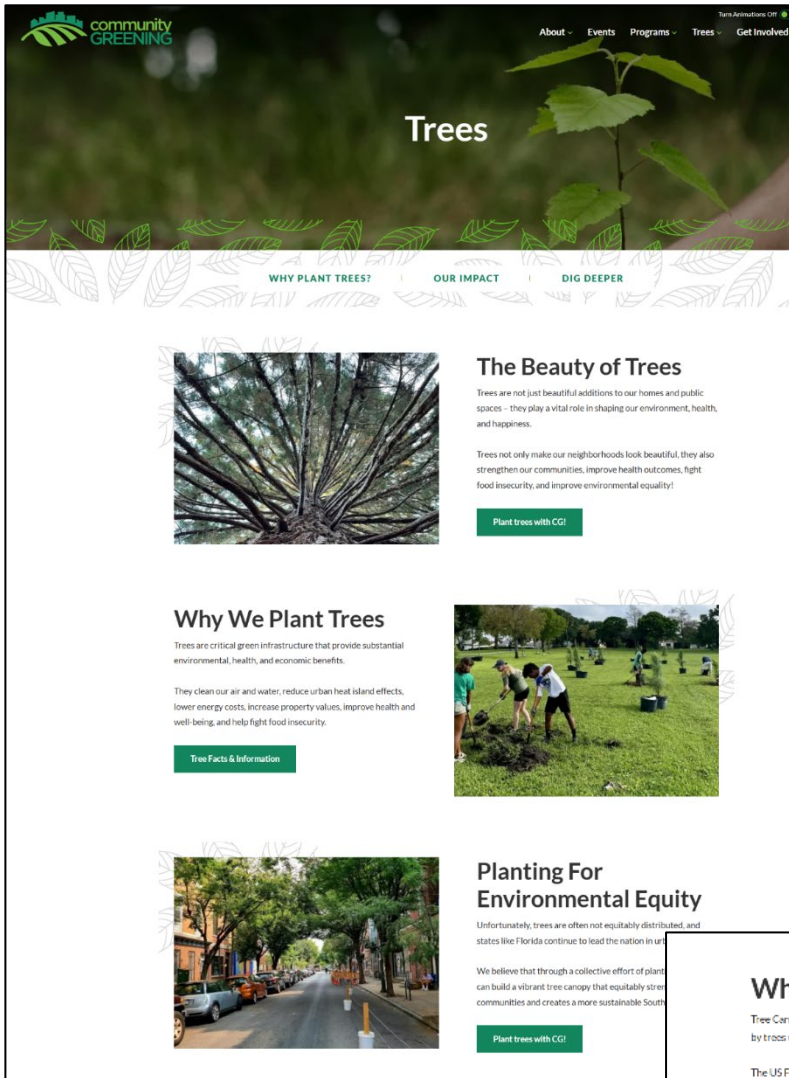 community
GREENING
Turn Animations Off
About
Events
Programs
Trees
Get Involved
Trees
WHY PLANT TREES?
OUR IMPACT
DIG DEEPER
The Beauty of Trees
Trees are not just beautiful additions to our homes and public
spaces – they play a vital role in shaping our environment, health,
and happiness.
Trees not only make our neighborhoods look beautiful, they also
strengthen our communities, improve health outcomes, fight
food insecurity, and improve environmental equality!
Plant trees with CG!
Why We Plant Trees
Trees are critical green infrastructure that provide substantial
environmental, health, and economic benefits.
They clean our air and water, reduce urban heat island effects,
lower energy costs, increase property values, improve health and
well-being, and help fight food insecurity.
Tree Facts & Information
Planting For
Environmental Equity
Unfortunately, trees are often not equitably distributed, and
states like Florida continue to lead the nation in
We believe that through a collective effort of
can build a vibrant tree canopy that equitably
communities and creates a more sustainable South
Plant trees with CG!
Tree
by trees
The US